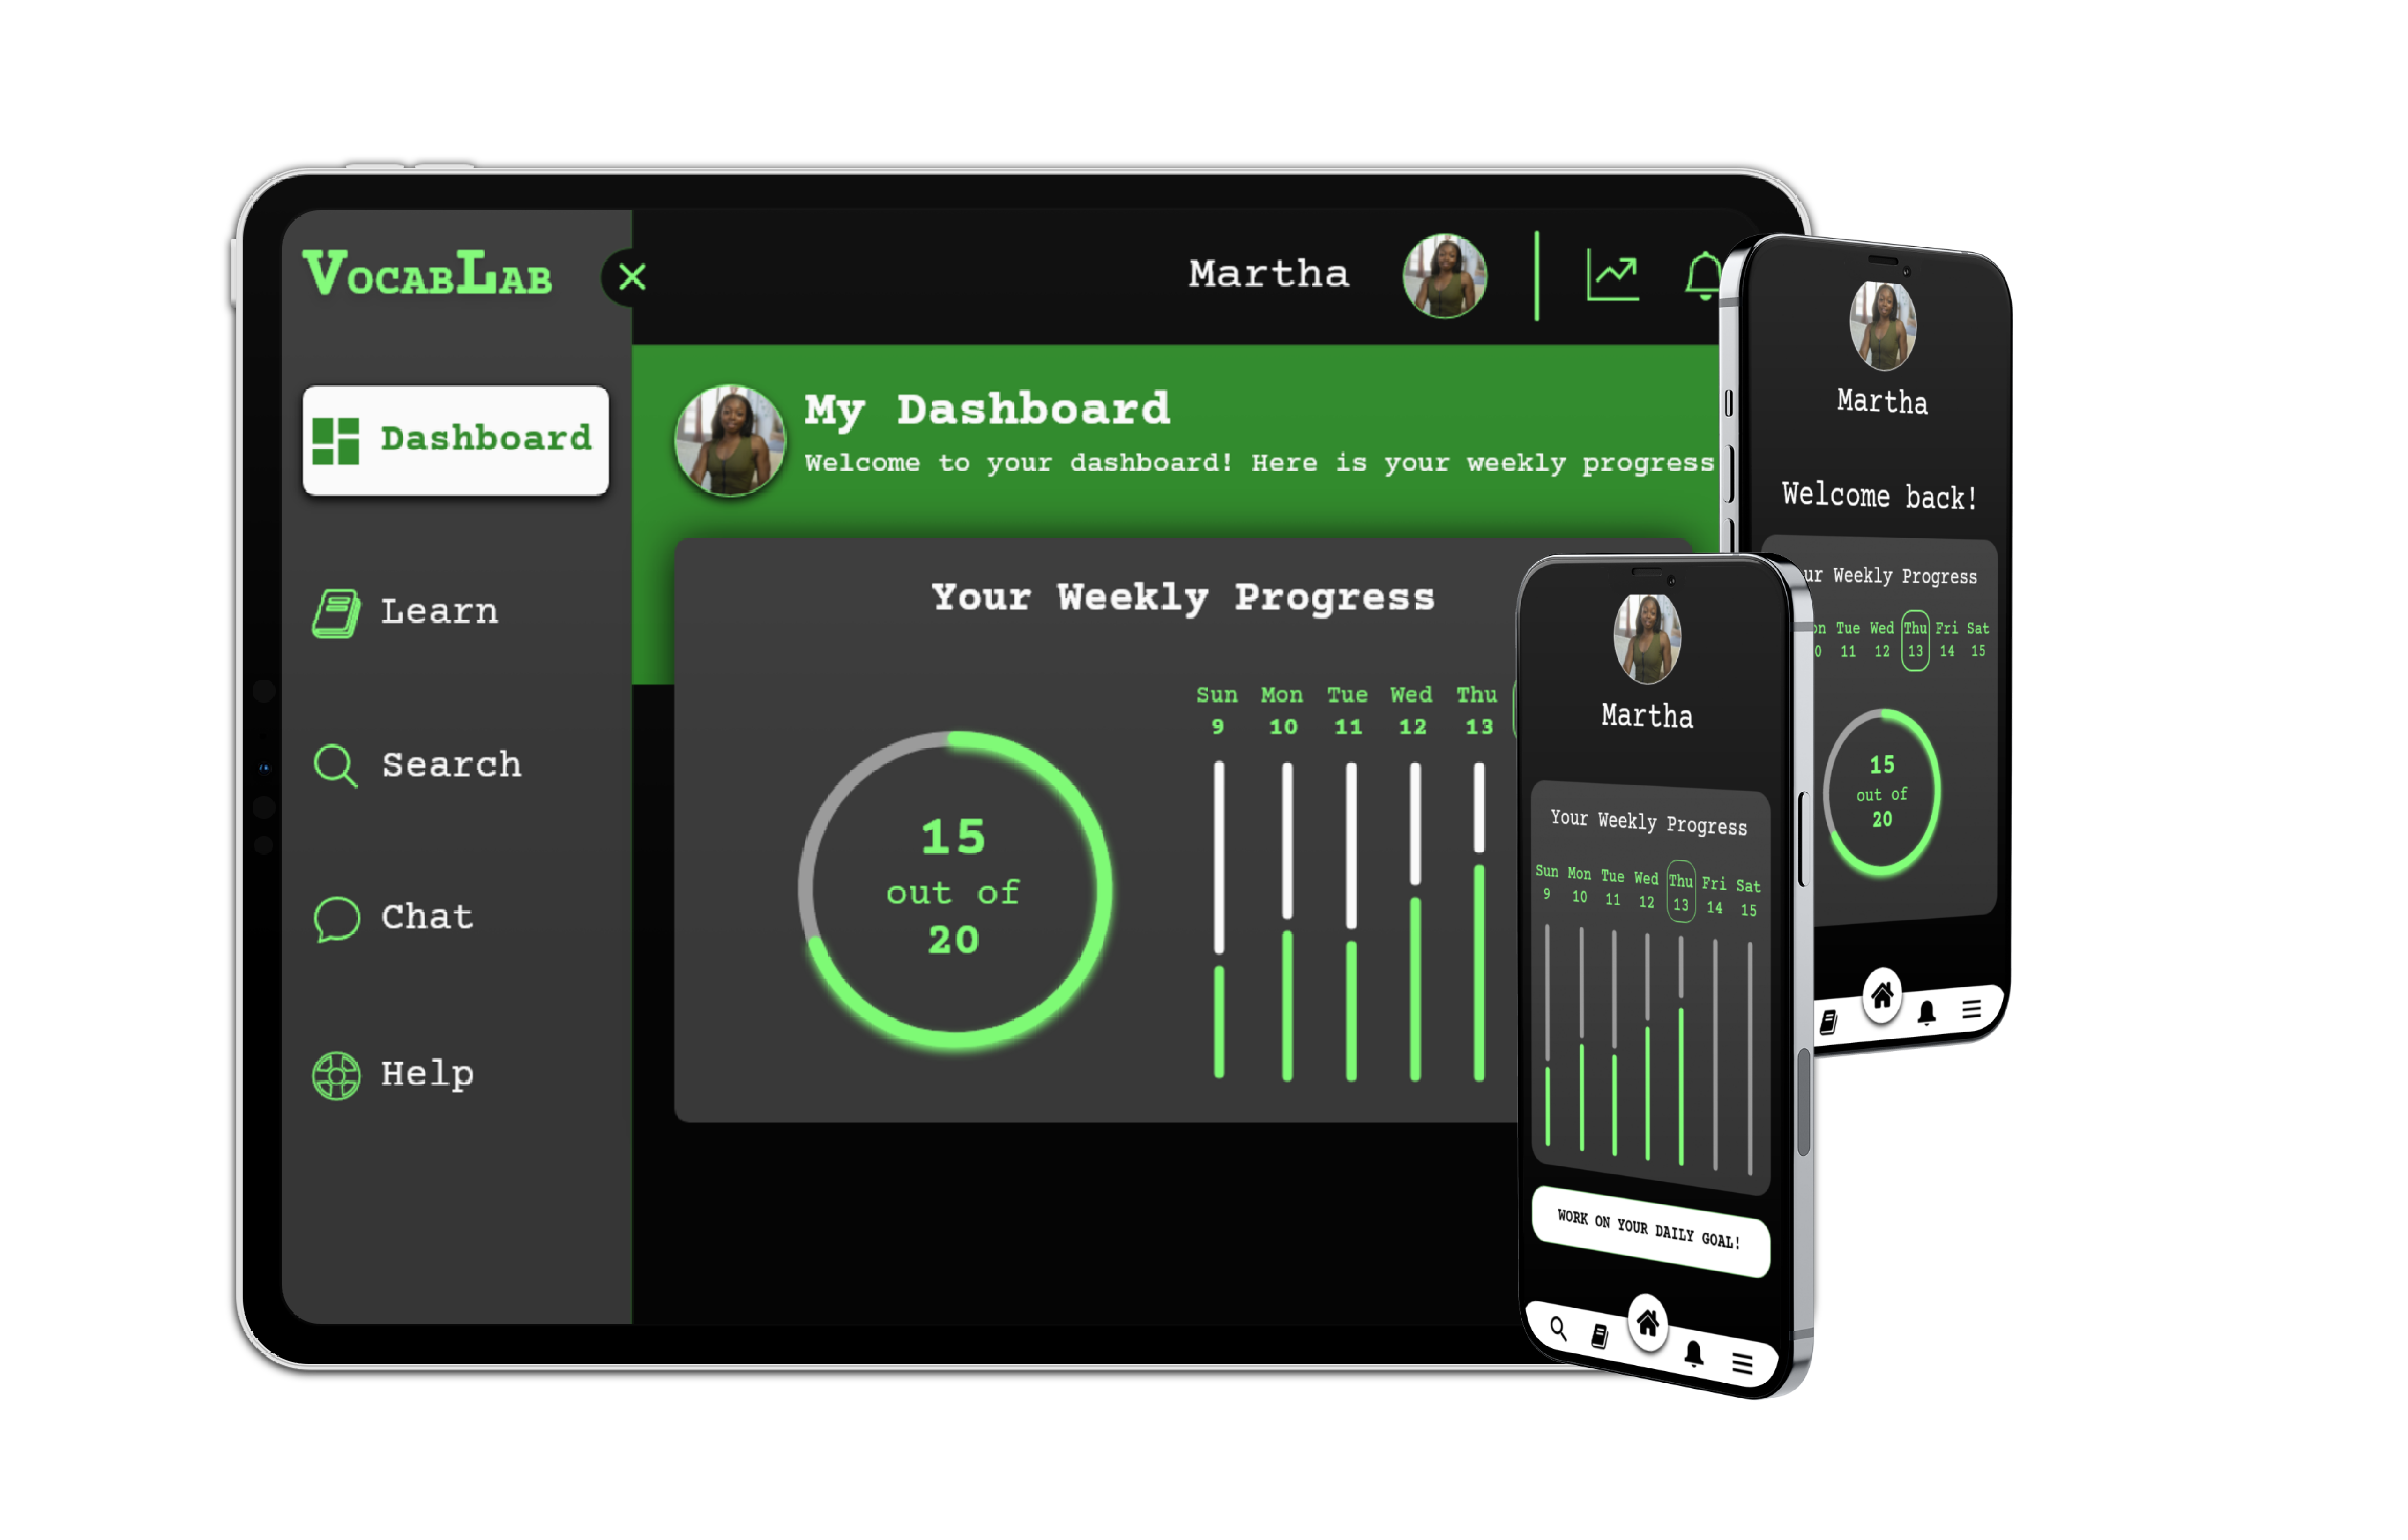 VocabLab
Martha
Dashboard
My Dashboard
Welcome to your dashboard! Here is your weekly progress
Learn
Search
Chat
Help
Your Weekly Progress
Sun Mon Tue Wed Thu
9 10 11 12 13
15
out of
20
Martha
Welcome back!
Weekly Progress
Tue Wed Thu Fri Sat
11 12 13 14 15
15
out of
20
Martha
Your Weekly Progress
Sun Mon Tue Wed Thu Fri Sat
9 10 11 12 13 14 15
WORK ON YOUR DAILY GOAL!